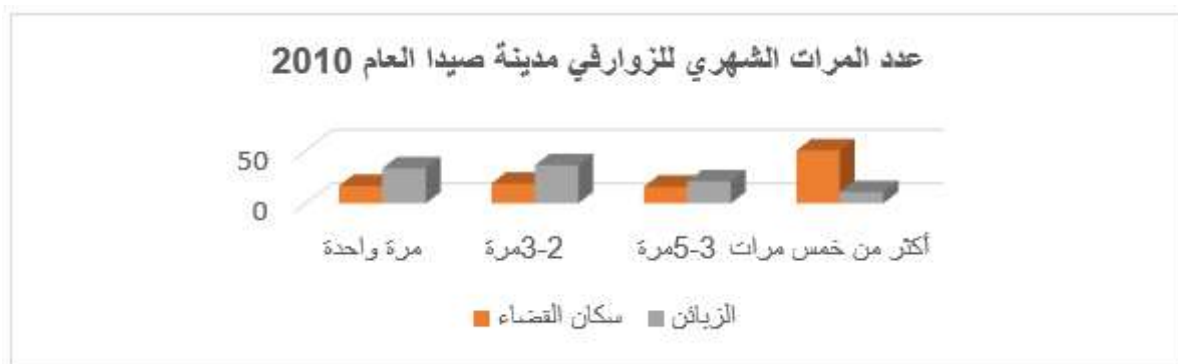 عدد المرات الشهري للزوارفي مدينة صيدا العام 2010
50
0
مرة واحدة
2-3مرة
3-5مرة
أكثر من خمس مرات
سكان القضاء
الزبائن